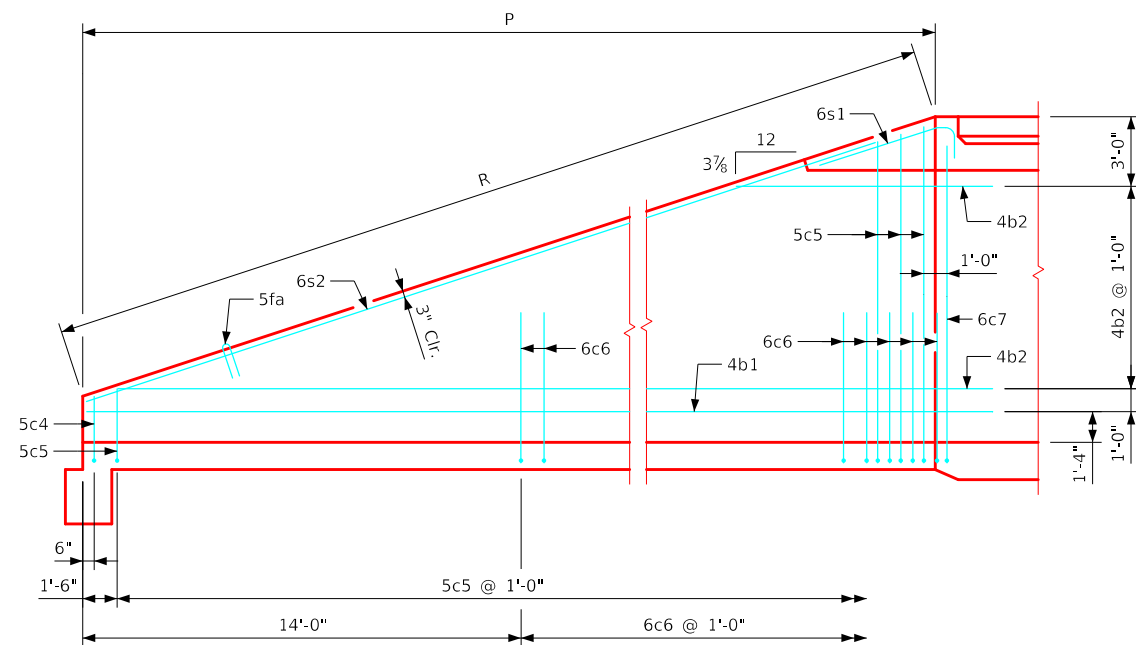 P
R
6s1
12
3⅞
3'-0"
4b2
5c5
1'-0"
6s2
5fa
3" Clr.
4b2 @ 1'-0"
6c7
6c6
6c6
4b1
4b2
5c4
5c5
1'-4"
1'-0"
6"
1'-6"
5c5 @ 1'-0"
14'-0"
6c6 @ 1'-0"